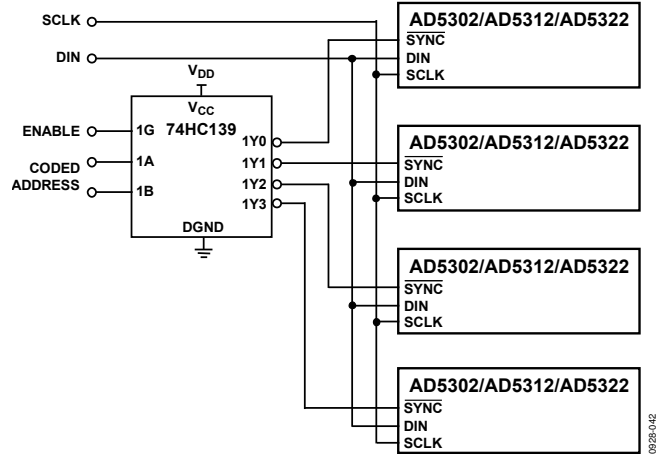 SCLK
DIN
VDD
VCC
74HC139
ENABLE
1G
CODED
ADDRESS
1A
1B
1Y0
1Y1
1Y2
1Y3
DGND
AD5302/AD5312/AD5322
SYNC
DIN
SCLK
AD5302/AD5312/AD5322
SYNC
DIN
SCLK
AD5302/AD5312/AD5322
SYNC
DIN
SCLK
AD5302/AD5312/AD5322
SYNC
DIN
SCLK
0928-042